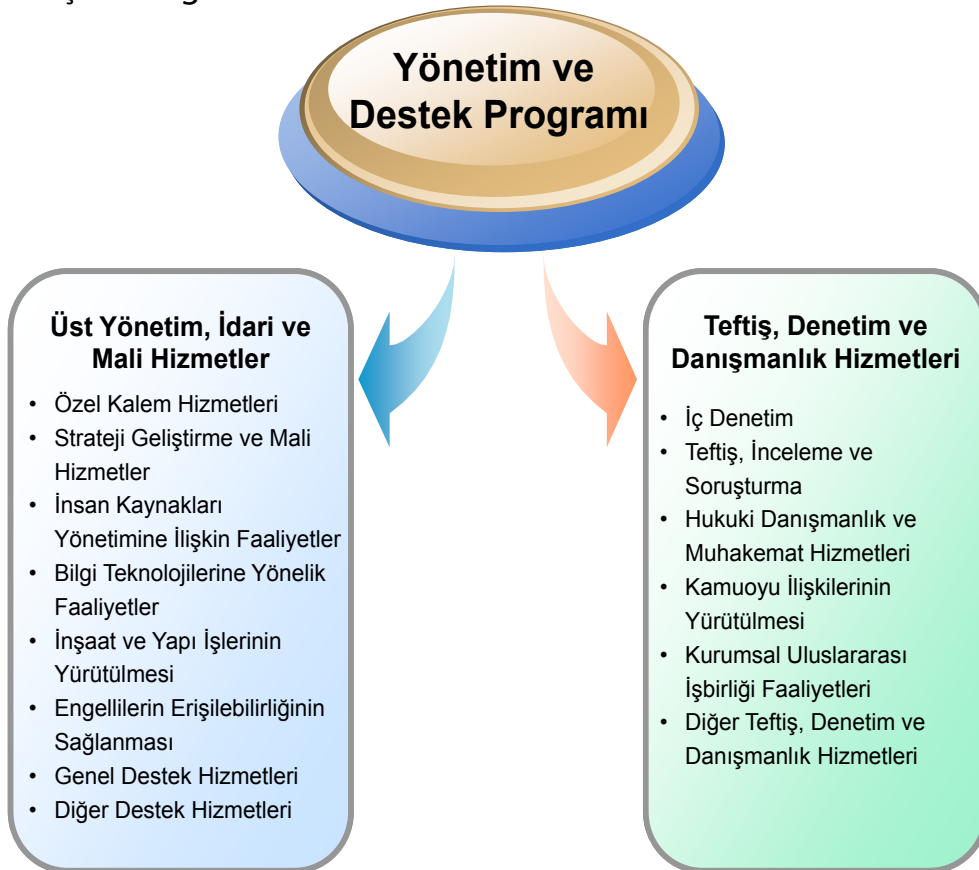 Yönetim ve
Destek Programı
Üst Yönetim, İdari ve
Mali Hizmetler
• Özel Kalem Hizmetleri
• Strateji Geliştirme ve Mali
Hizmetler
• İnsan Kaynakları
Yönetimine İlişkin Faaliyetler
• Bilgi Teknolojilerine Yönelik
Faaliyetler
• İnşaat ve Yapı İşlerinin
Yürütülmesi
• Engellilerin Erişilebilirliğinin
Sağlanması
• Genel Destek Hizmetleri
• Diğer Destek Hizmetleri
Teftiş, Denetim ve
Danışmanlık Hizmetleri
• İç Denetim
• Teftiş, İnceleme ve
Soruşturma
• Hukuki Danışmanlık ve
Muhakemat Hizmetleri
• Kamuoyu İlişkilerinin
Yürütülmesi
• Kurumsal Uluslararası
İşbirliği Faaliyetleri
• Diğer Teftiş, Denetim ve
Danışmanlık Hizmetleri